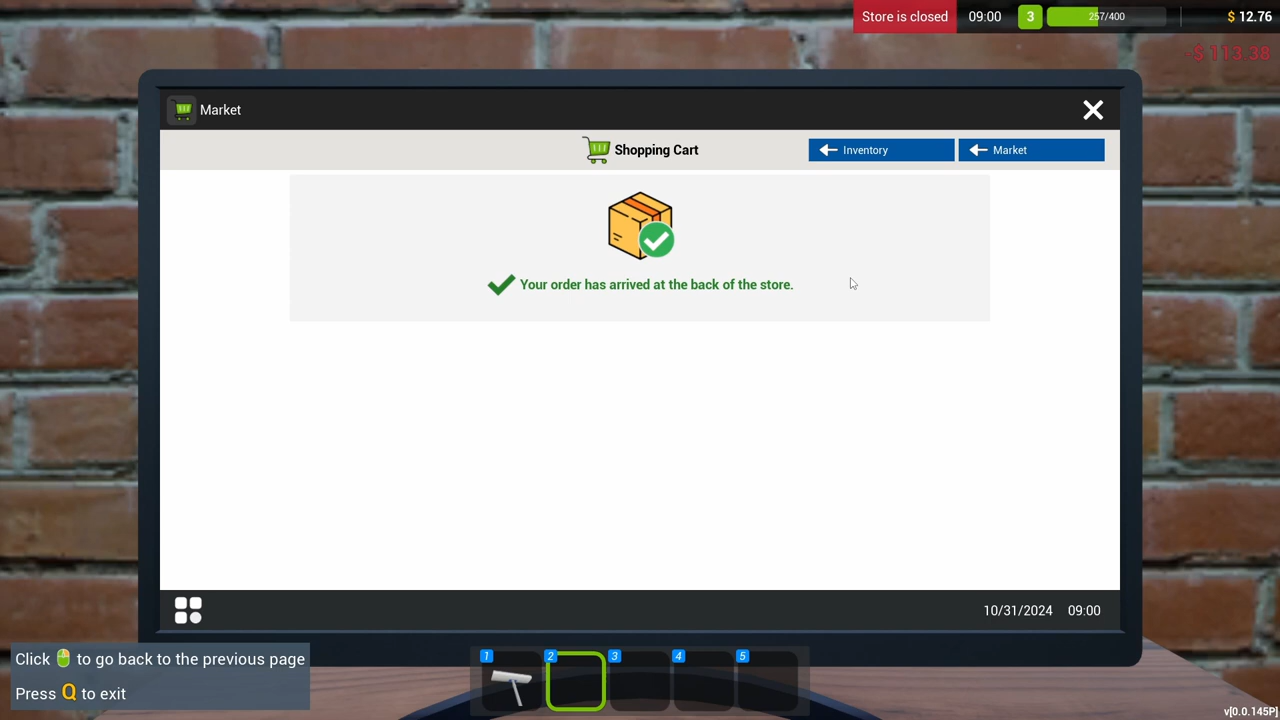 Store is closed 09:00 3 257/400 $ 12.76
-$ 113.38
Market
Shopping Cart
Inventory
Market
Your order has arrived at the back of the store.
10/31/2024 09:00
Click to go back to the previous page
Press Q to exit
1 2 3 4 5
v[0.0.145P]